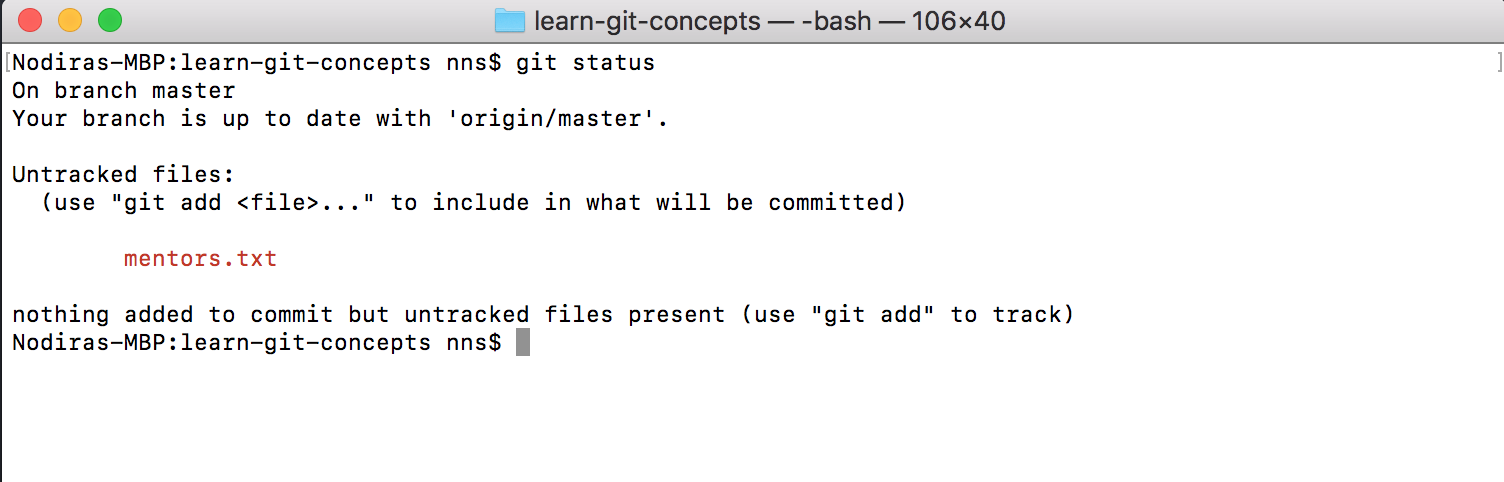 learn-git-concepts — -bash — 106×40
[Nodiras-MBP:learn-git-concepts nns$ git status ]
On branch master
Your branch is up to date with 'origin/master'.
Untracked files:
(use "git add <file>..." to include in what will be committed)
mentors.txt
nothing added to commit but untracked files present (use "git add" to track)
Nodiras-MBP:learn-git-concepts nns$